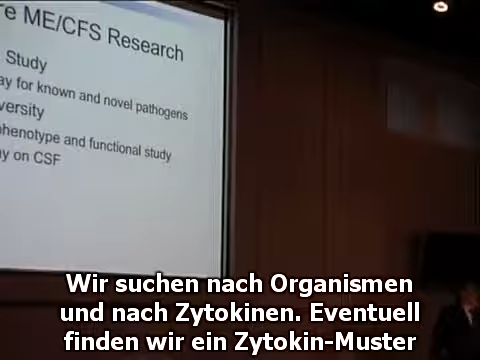 re ME/CFS Research
Study
ay for known and novel pathogens
versity
phenotype and functional study
y on CSF
Wir suchen nach Organismen
und nach Zytokinen. Eventuell
finden wir ein Zytokin-Muster